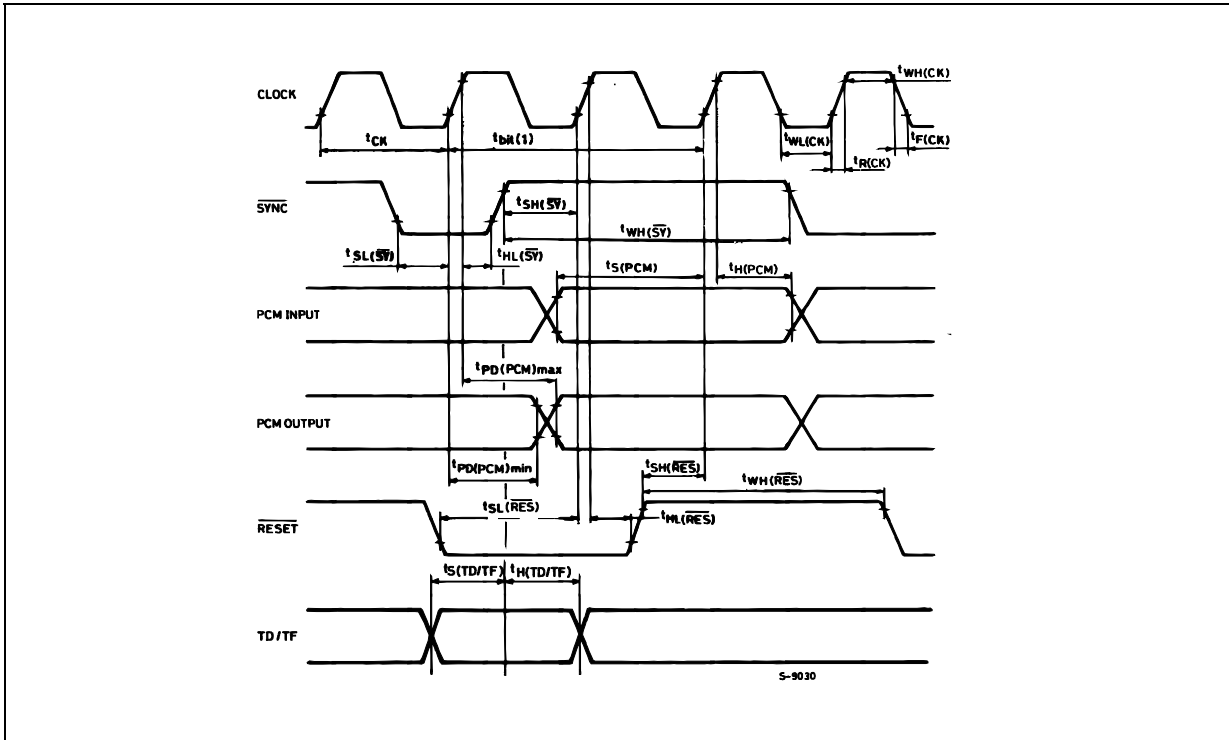 CLOCK
tWH(CK)
tCK
tbit(1)
tWL(CK)
tF(CK)
tR(CK)
SYNC
tSH(SY)
tWH(SY)
tSL(SY)
tHL(SY)
tS(PCM)
tH(PCM)
PCM INPUT
tPD(PCM)max
PCM OUTPUT
tPD(PCM)min
tSH(RES)
tWH(RES)
tSL(RES)
tHL(RES)
RESET
tS(TD/TF)
tH(TD/TF)
TD/TF
S-9030